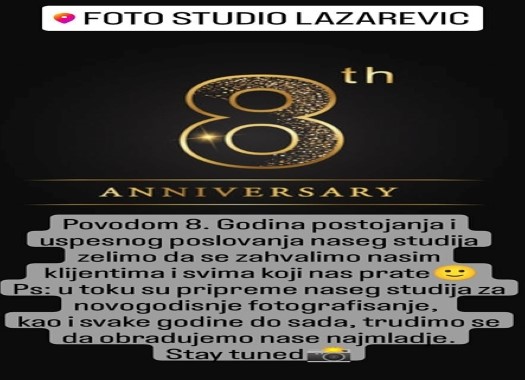 FOTO STUDIO LAZAREVIC
8th
ANNIVERSARY
Povodom 8. Godina postojanja i
uspesnog poslovanja naseg studija
zelimo da se zahvalimo nasim
klijentima i svima koji nas prate🙂
Ps: u toku su pripreme naseg studija za
novogodisnje fotografisanje,
kao i svake godine do sada, trudimo se
da obradujemo nase najmladje.
Stay tuned📸